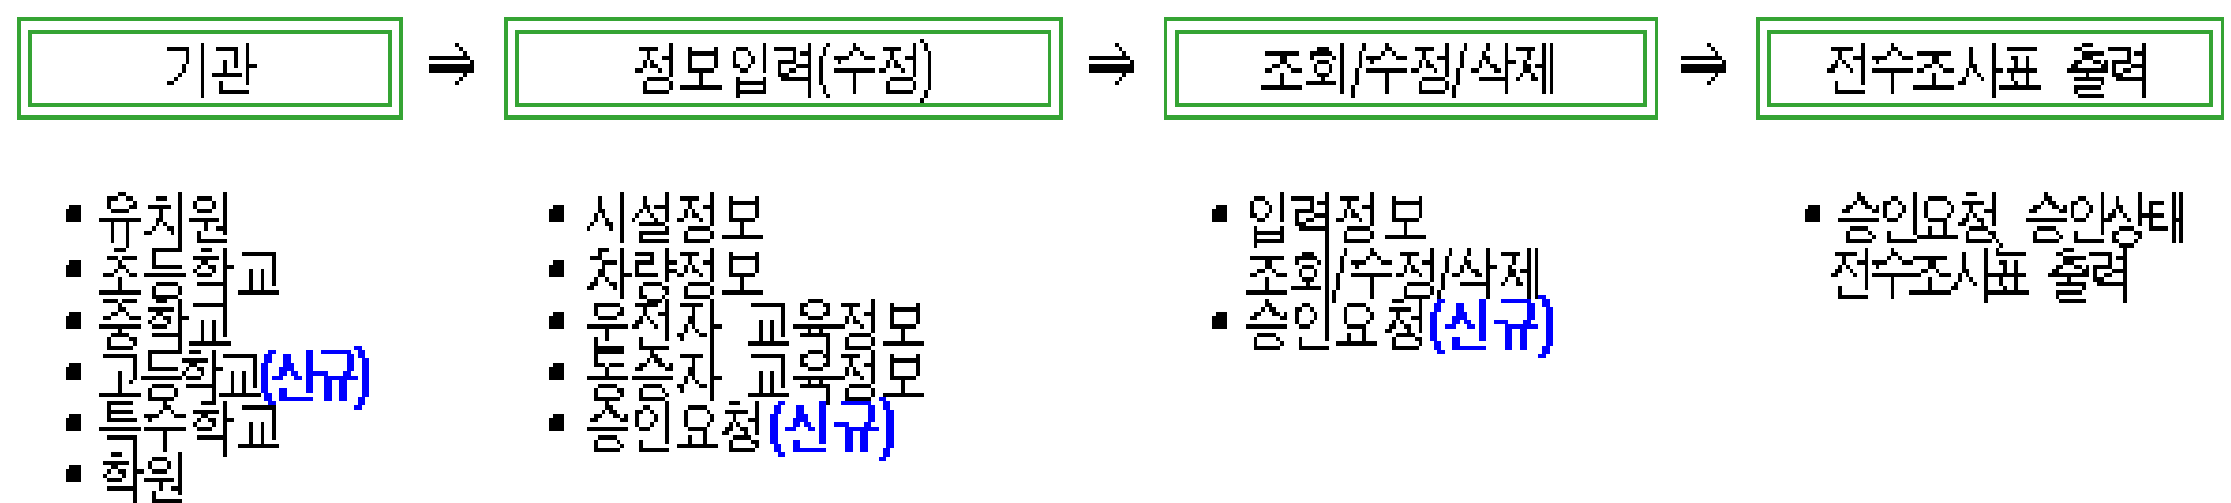 기관 ⇒ 정보입력(수정) ⇒ 조회/수정/삭제 ⇒ 전수조사표 출력
▪ 유치원
▪ 초등학교
▪ 중학교
▪ 고등학교(신규)
▪ 특수학교
▪ 학원
▪ 시설정보
▪ 차량정보
▪ 운전자 교육정보
▪ 동승자 교육정보
▪ 승인요청(신규)
▪ 입력정보
조회/수정/삭제
▪ 승인요청(신규)
▪ 승인요청, 승인상태
전수조사표 출력